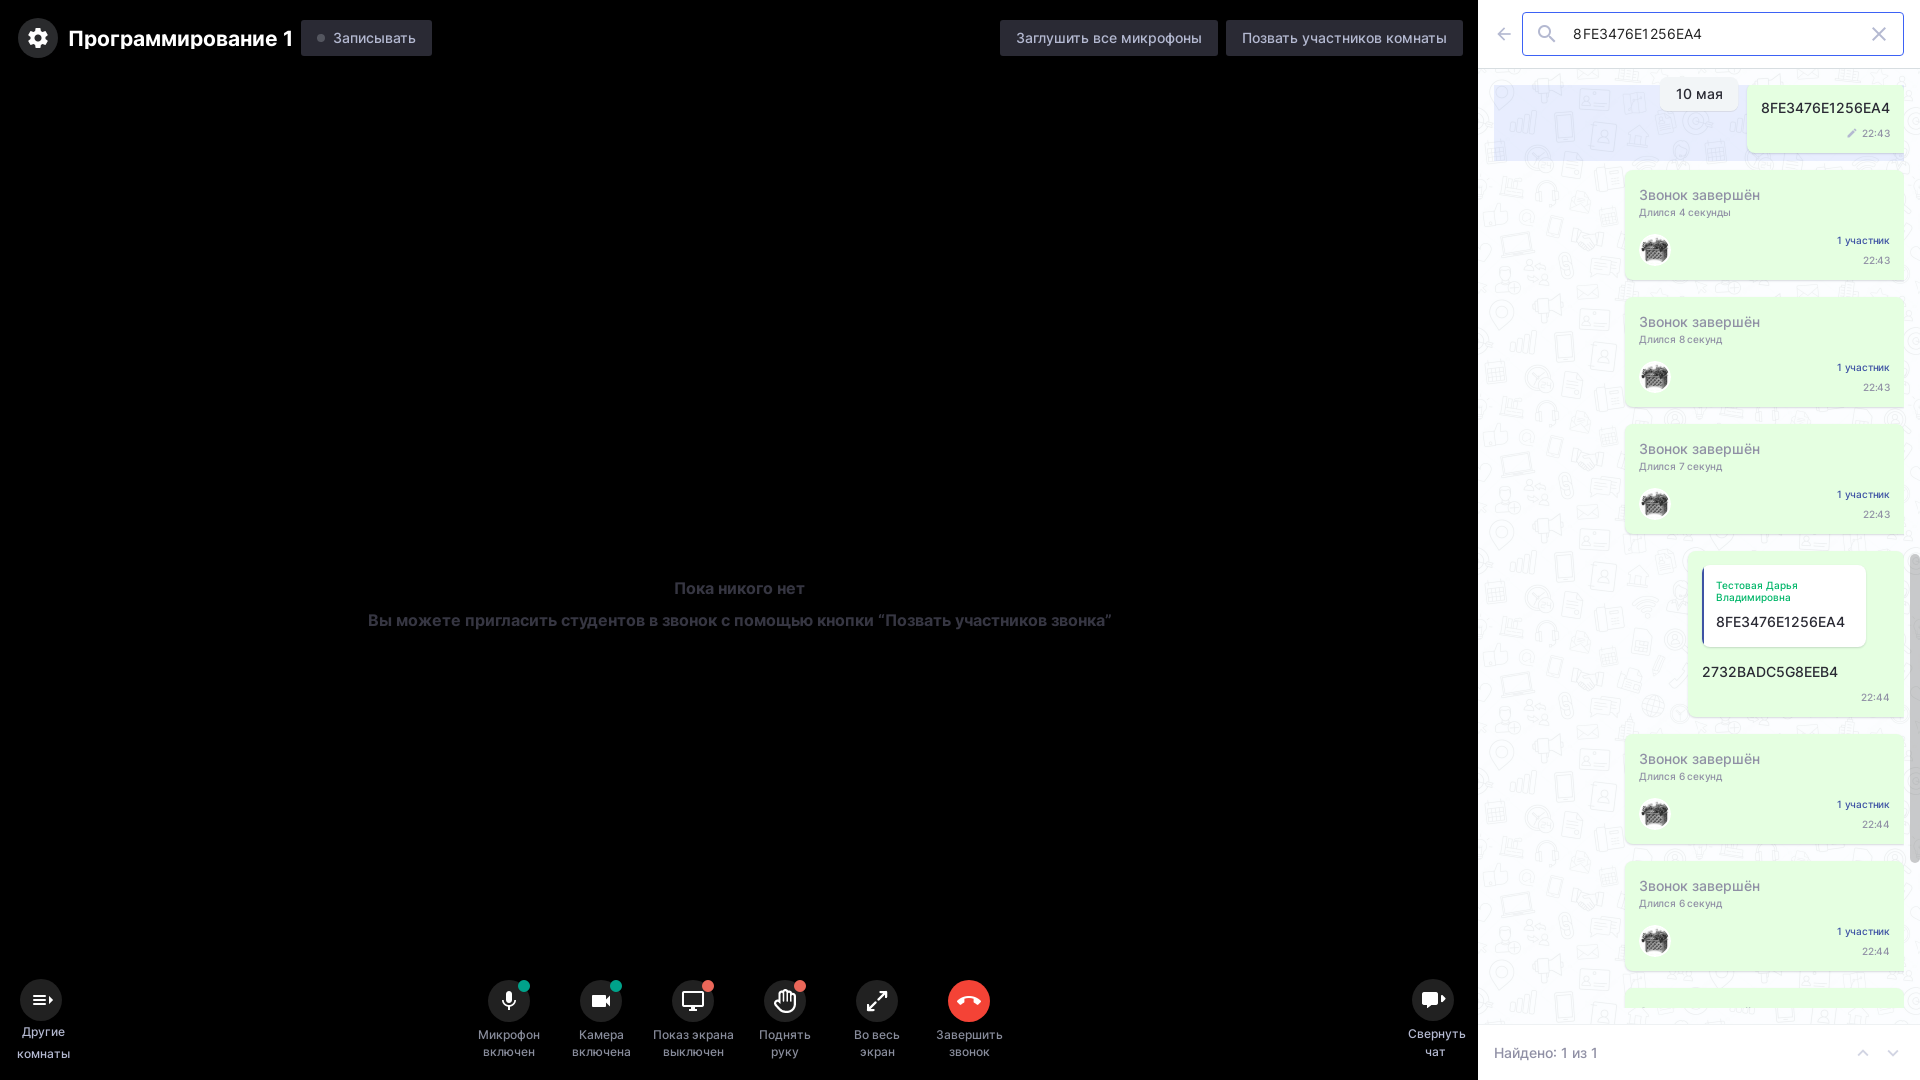 Программирование 1
Записывать
Заглушить все микрофоны
Позвать участников комнаты
8FE3476E1256EA4
10 мая
8FE3476E1256EA4
22:43
Звонок завершён
Длился 4 секунды
1 участник
22:43
Звонок завершён
Длился 8 секунд
1 участник
22:43
Звонок завершён
Длился 7 секунд
1 участник
22:43
Тестовая Дарья
Владимировна
8FE3476E1256EA4
2732BADC5G8EEB4
22:44
Звонок завершён
Длился 6 секунд
1 участник
22:44
Звонок завершён
Длился 6 секунд
1 участник
22:44
Найдено: 1 из 1
Пока никого нет
Вы можете пригласить студентов в звонок с помощью кнопки “Позвать участников звонка”
Другие
комнаты
Микрофон
включен
Камера
включена
Показ экрана
выключен
Поднять
руку
Во весь
экран
Завершить
звонок
Свернуть
чат